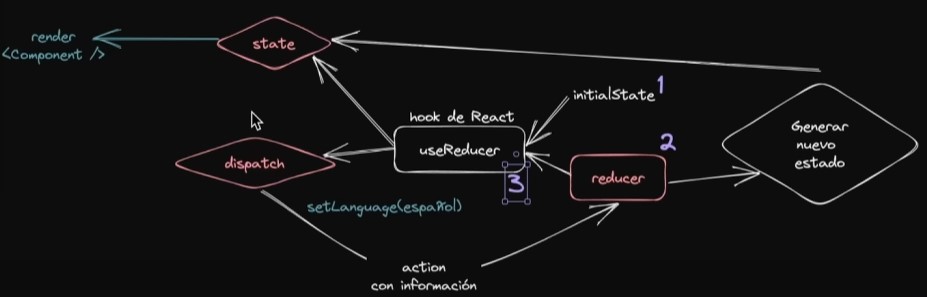 render
<Component />
state
initialState
1
hook de React
useReducer
Generar
nuevo
estado
2
dispatch
reducer
3
setLanguage(español)
action
con información